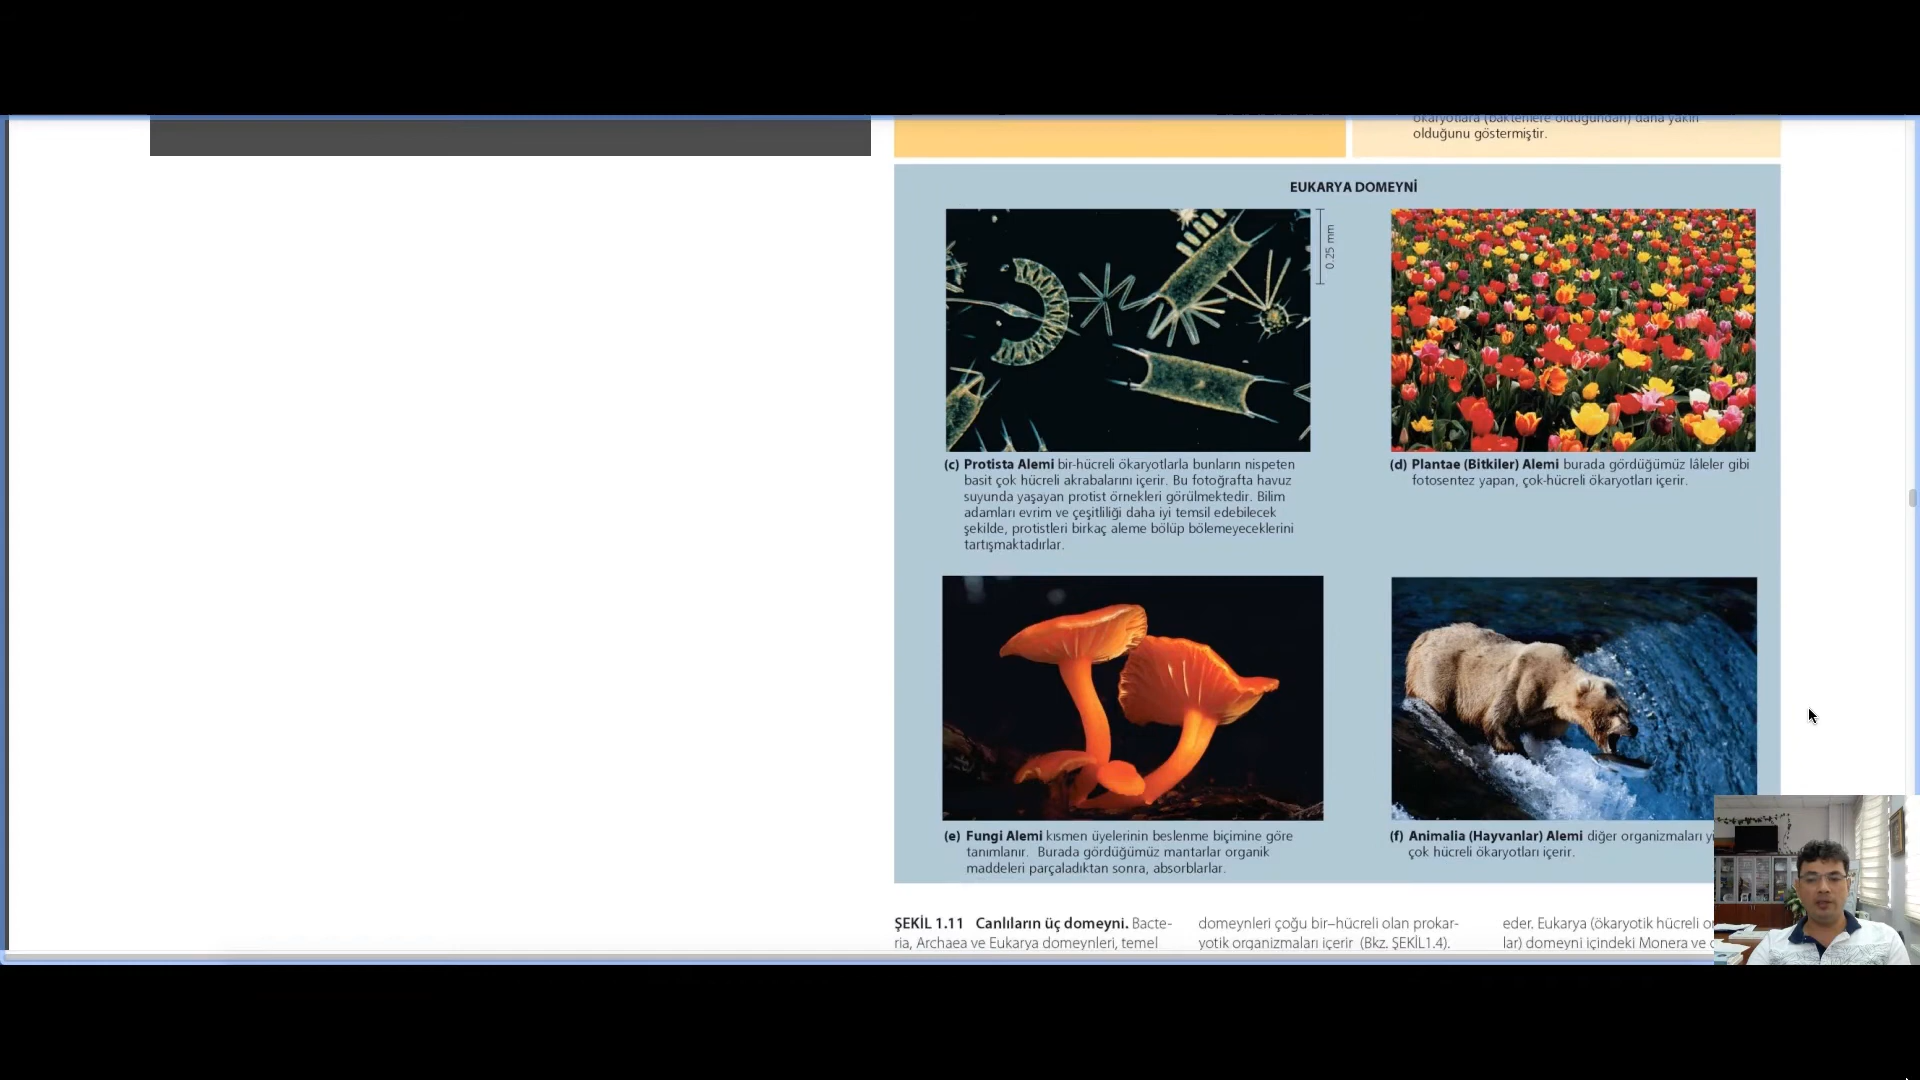 ökaryotlara (bakterilere olduğundan) daha yakın
olduğunu göstermiştir.
EUKARYA DOMEYNİ
0.25 mm
(c) Protista Alemi bir-hücreli ökaryotlarla bunların nispeten
basit çok hücreli akrabalarını içerir. Bu fotoğrafta havuz
suyunda yaşayan protist örnekleri görülmektedir. Bilim
adamları evrim ve çeşitliliği daha iyi temsil edebilecek
şekilde, protistleri birkaç aleme bölüp bölemeyeceklerini
tartışmaktadırlar.
(d) Plantae (Bitkiler) Alemi burada gördüğümüz lâleler gibi
fotosentez yapan, çok-hücreli ökaryotları içerir.
(e) Fungi Alemi kısmen üyelerinin beslenme biçimine göre
tanımlanır. Burada gördüğümüz mantarlar organik
maddeleri parçaladıktan sonra, absorblarlar.
(f) Animalia (Hayvanlar) Alemi diğer organizmaları
çok hücreli ökaryotları içerir.
ŞEKİL 1.11 Canlıların üç domeyni. Bacte-
ria, Archaea ve Eukarya domeynleri, temel
domeynleri çoğu bir–hücreli olan prokar-
yotik organizmaları içerir (Bkz. ŞEKİL1.4).
eder. Eukarya (ökaryotik hücreli
lar) domeyni içindeki Monera ve